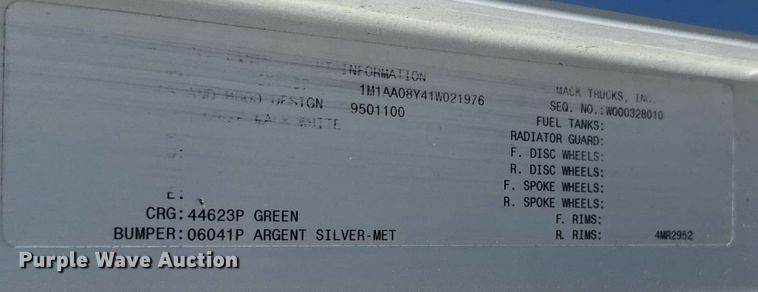 INFORMATION
1M1AA08Y41W021976
DESIGN 9501100
WHITE
E:
CRG: 44623P GREEN
BUMPER: 06041P ARGENT SILVER-MET
MACK TRUCKS, INC.
SEQ. NO.: W000328010
FUEL TANKS:
RADIATOR GUARD:
F. DISC WHEELS:
R. DISC WHEELS:
F. SPOKE WHEELS:
R. SPOKE WHEELS:
F. RIMS:
R. RIMS:
4MR2952
Purple Wave Auction